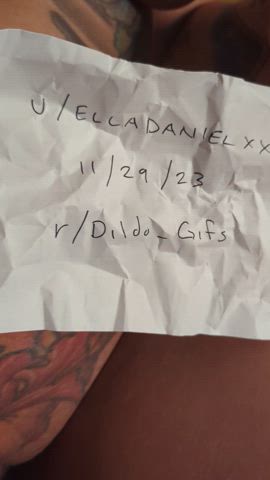 U/ELLADANIELXX
11/29/23
r/Dildo_Gifs